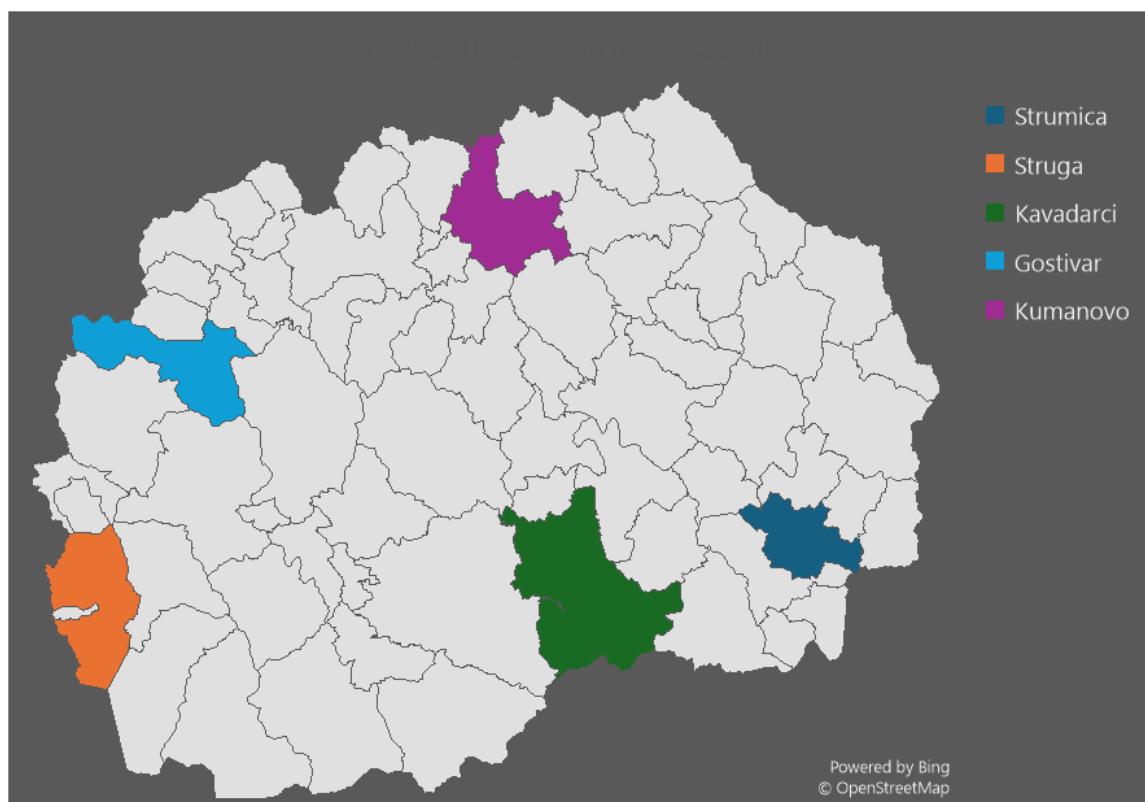 Strumica
Struga
Kavadarci
Gostivar
Kumanovo
Powered by Bing
© OpenStreetMap